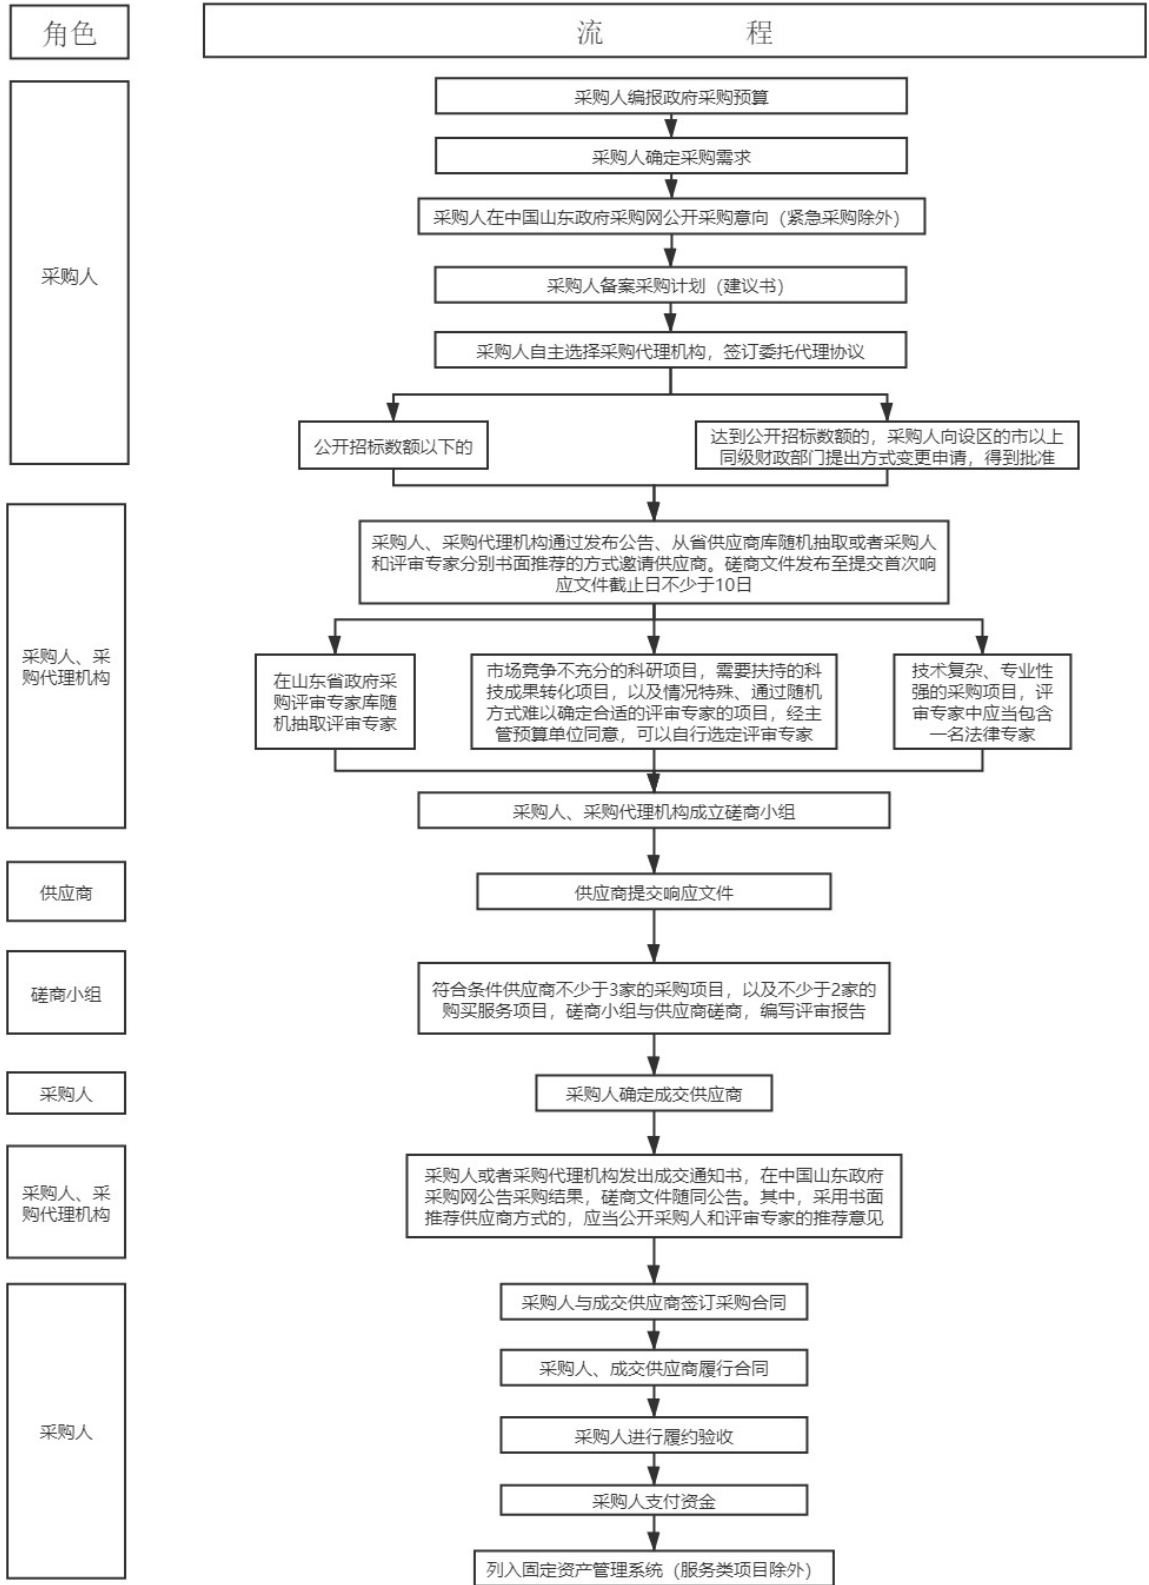 角色
流 程
采购人
采购人编报政府采购预算
采购人确定采购需求
采购人在中国山东政府采购网公开采购意向（紧急采购除外）
采购人备案采购计划（建议书）
采购人自主选择采购代理机构，签订委托代理协议
公开招标数额以下的
达到公开招标数额的，采购人向设区的市以上
同级财政部门提出方式变更申请，得到批准
采购人、采
购代理机构
采购人、采购代理机构通过发布公告、从省供应商库随机抽取或者采购人
和评审专家分别书面推荐的方式邀请供应商。磋商文件发布至提交首次响
应文件截止日不少于10日
在山东省政府采
购评审专家库随
机抽取评审专家
市场竞争不充分的科研项目，需要扶持的科
技成果转化项目，以及情况特殊、通过随机
方式难以确定合适的评审专家的项目，经主
管预算单位同意，可以自行选定评审专家
技术复杂、专业性
强的采购项目，评
审专家中应当包含
一名法律专家
采购人、采购代理机构成立磋商小组
供应商
供应商提交响应文件
磋商小组
符合条件供应商不少于3家的采购项目，以及不少于2家的
购买服务项目，磋商小组与供应商磋商，编写评审报告
采购人
采购人确定成交供应商
采购人、采
购代理机构
采购人或者采购代理机构发出成交通知书，在中国山东政府
采购网公告采购结果，磋商文件随同公告。其中，采用书面
推荐供应商方式的，应当公开采购人和评审专家的推荐意见
采购人
采购人与成交供应商签订采购合同
采购人、成交供应商履行合同
采购人进行履约验收
采购人支付资金
列入固定资产管理系统（服务类项目除外）